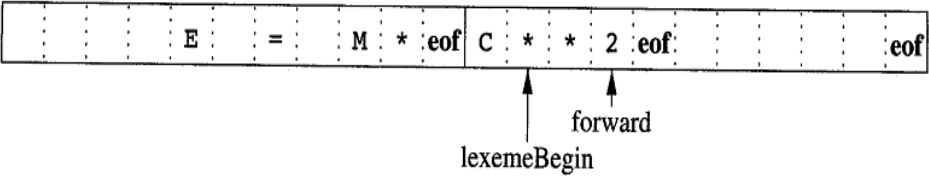 E = M * eof C * * 2 eof eof
forward
lexemeBegin